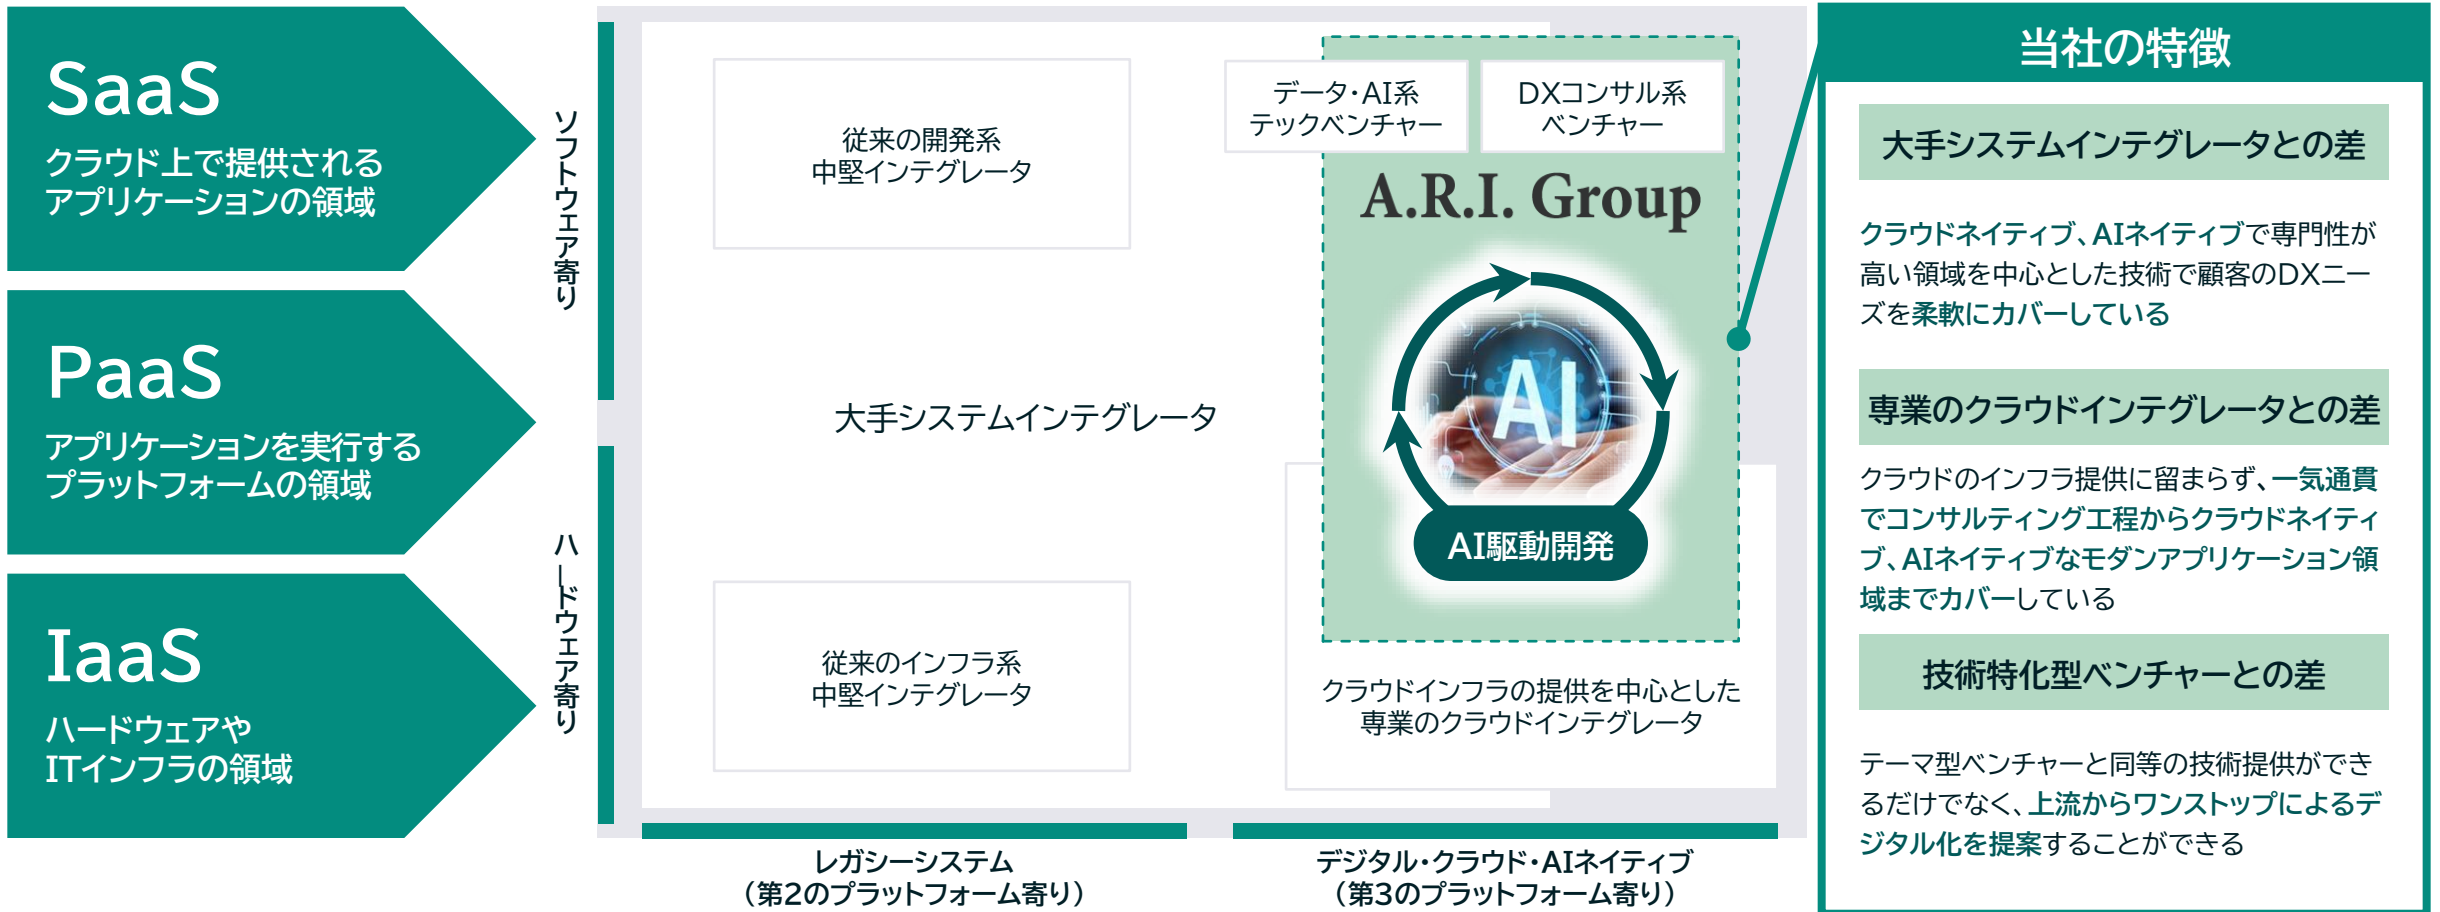 SaaS
クラウド上で提供される
アプリケーションの領域
PaaS
アプリケーションを実行する
プラットフォームの領域
IaaS
ハードウェアや
ITインフラの領域
ソフトウェア寄り
ハードウェア寄り
従来の開発系
中堅インテグレータ
大手システムインテグレータ
従来のインフラ系
中堅インテグレータ
データ・AI系
テックベンチャー
DXコンサル系
ベンチャー
A.R.I. Group
AI
AI駆動開発
クラウドインフラの提供を中心とした
専業のクラウドインテグレータ
レガシーシステム
（第2のプラットフォーム寄り）
デジタル・クラウド・AIネイティブ
（第3のプラットフォーム寄り）
当社の特徴
大手システムインテグレータとの差
クラウドネイティブ、AIネイティブで専門性が
高い領域を中心とした技術で顧客のDXニー
ズを柔軟にカバーしている
専業のクラウドインテグレータとの差
クラウドのインフラ提供に留まらず、一気通貫
でコンサルティング工程からクラウドネイティ
ブ、AIネイティブなモダンアプリケーション領
域までカバーしている
技術特化型ベンチャーとの差
テーマ型ベンチャーと同等の技術提供ができ
るだけでなく、上流からワンストップによるデ
ジタル化を提案することができる